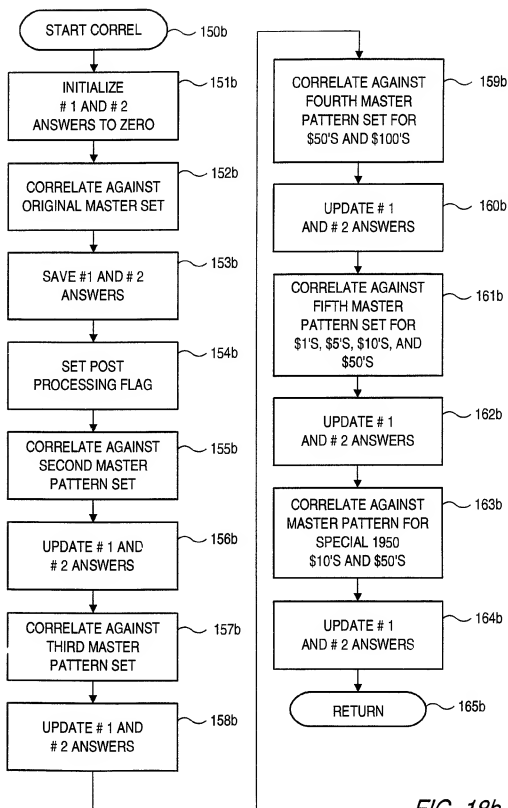 START CORREL
150b
INITIALIZE
# 1 AND # 2
ANSWERS TO ZERO
151b
CORRELATE AGAINST
ORIGINAL MASTER SET
152b
SAVE #1 AND # 2
ANSWERS
153b
SET POST
PROCESSING FLAG
154b
CORRELATE AGAINST
SECOND MASTER
PATTERN SET
155b
UPDATE # 1 AND
# 2 ANSWERS
156b
CORRELATE AGAINST
THIRD MASTER
PATTERN SET
157b
UPDATE # 1 AND
# 2 ANSWERS
158b
CORRELATE AGAINST
FOURTH MASTER
PATTERN SET FOR
$50'S AND $100'S
159b
UPDATE # 1
AND # 2 ANSWERS
160b
CORRELATE AGAINST
FIFTH MASTER
PATTERN SET FOR
$1'S, $5'S, $10'S, AND
$50'S
161b
UPDATE # 1
AND # 2 ANSWERS
162b
CORRELATE AGAINST
MASTER PATTERN FOR
SPECIAL 1950
$10'S AND $50'S
163b
UPDATE # 1
AND # 2 ANSWERS
164b
RETURN
165b
FIG. 18b